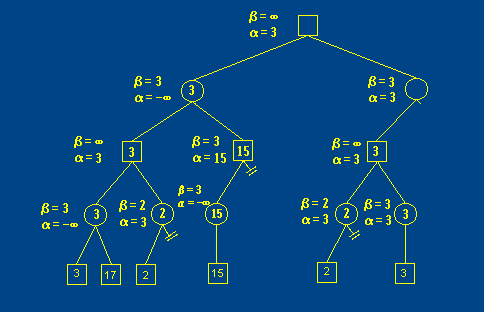 β = ∞
α = 3
β = 3
α = −∞
3
β = 3
α = 3
β = ∞
α = 3
3
β = 3
α = 15
15
β = ∞
α = 3
3
β = 3
α = −∞
3
β = 2
α = 3
2
β = 3
α = −∞
15
β = 2
α = 3
2
β = 3
α = 3
3
3
17
2
15
2
3